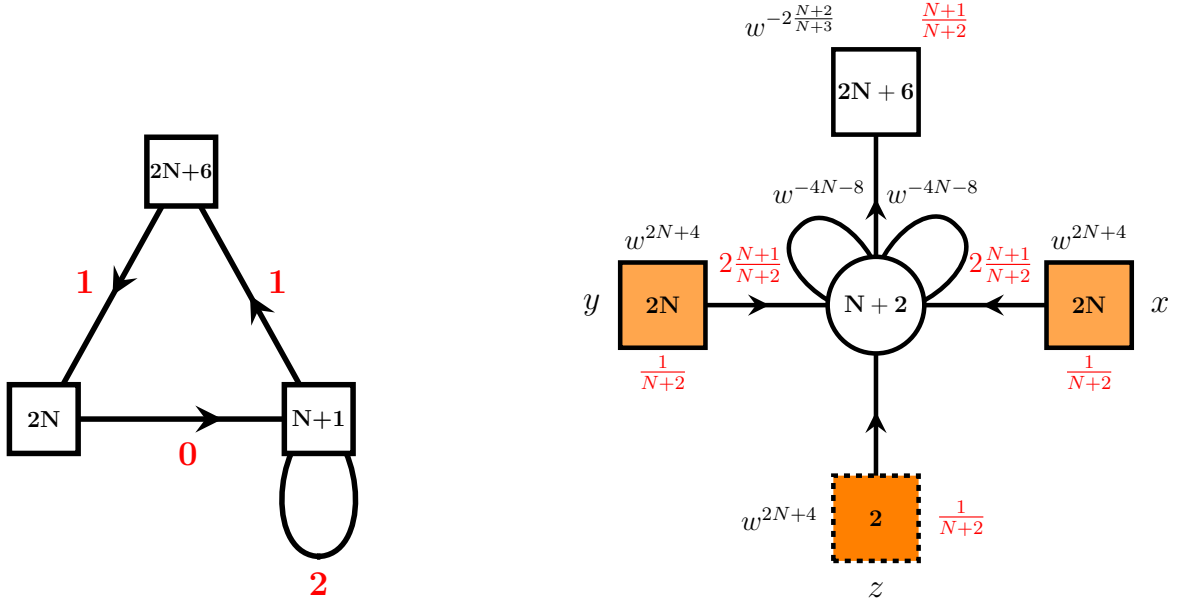 2N+6
1
1
2N
N+1
0
2
w^{-2\frac{N+2}{N+3}}
\frac{N+1}{N+2}
2N + 6
w^{-4N-8}
w^{-4N-8}
w^{2N+4}
2\frac{N+1}{N+2}
2\frac{N+1}{N+2}
w^{2N+4}
y
2N
N + 2
2N
x
\frac{1}{N+2}
\frac{1}{N+2}
w^{2N+4}
2
\frac{1}{N+2}
z